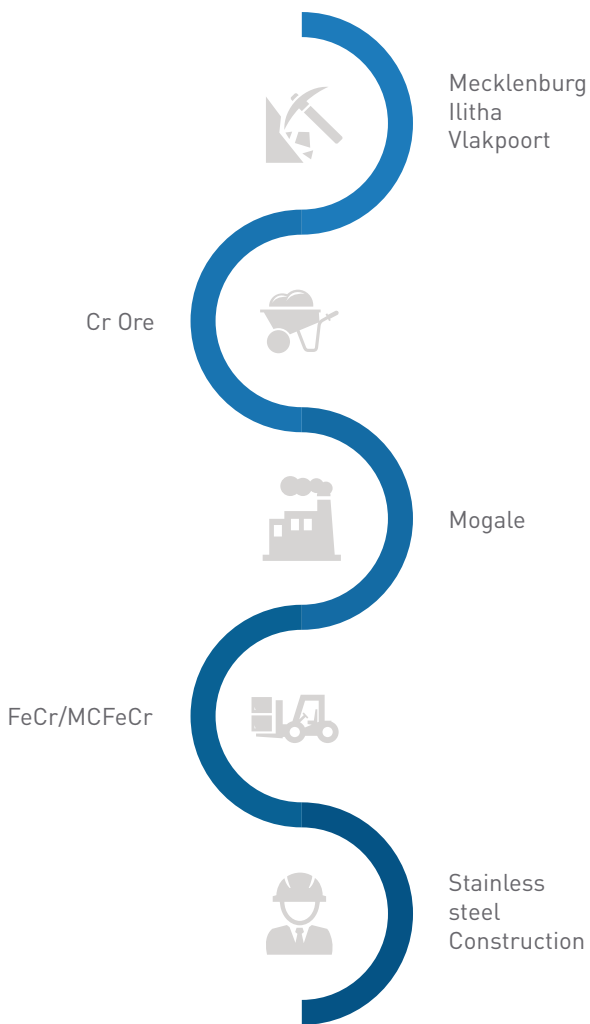 Mecklenburg
Ilitha
Vlakpoort
Cr Ore
Mogale
FeCr/MCFeCr
Stainless
steel
Construction